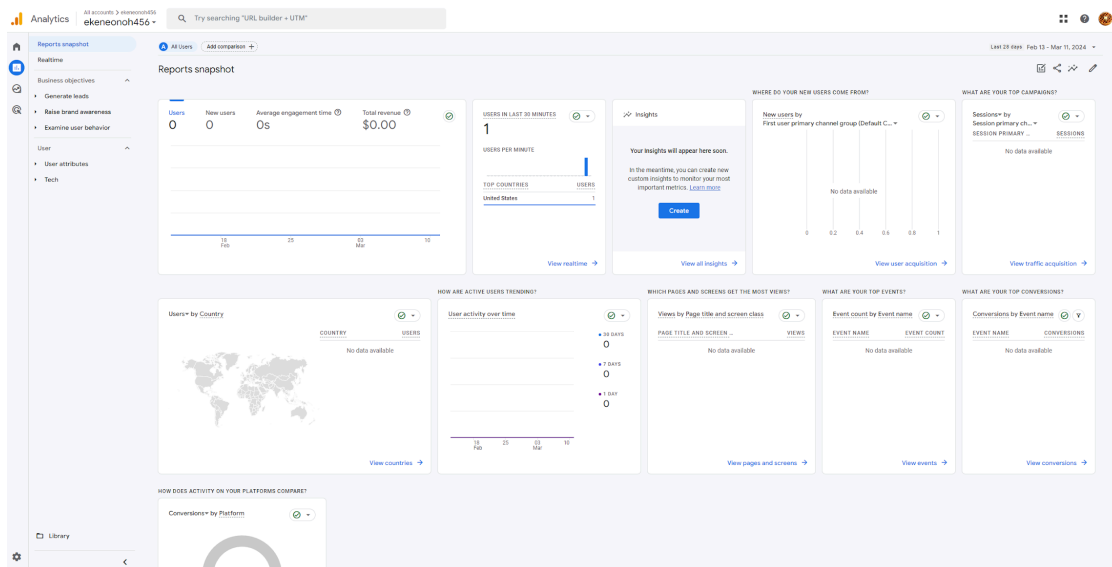 Analytics
All accounts > ekeneonoh456
ekeneonoh456
Try searching "URL builder + UTM"
Reports snapshot
Realtime
Business objectives
Generate leads
Raise brand awareness
Examine user behavior
User
User attributes
Tech
Library
A All Users
Add comparison +
Last 28 days Feb 13 - Mar 11, 2024
Reports snapshot
Users
0
New users
0
Average engagement time
0s
Total revenue
$0.00
18 Feb
25
03 Mar
10
USERS IN LAST 30 MINUTES
1
USERS PER MINUTE
TOP COUNTRIES USERS
United States 1
View realtime
Insights
Your Insights will appear here soon.
In the meantime, you can create new
custom insights to monitor your most
important metrics. Learn more
Create
View all insights
WHERE DO YOUR NEW USERS COME FROM?
New users by
First user primary channel group (Default C...
No data available
0 0.2 0.4 0.6 0.8 1
View user acquisition
WHAT ARE YOUR TOP CAMPAIGNS?
Sessions by
Session primary ch...
SESSION PRIMARY ... SESSIONS
No data available
View traffic acquisition
Users by Country
COUNTRY USERS
No data available
View countries
HOW ARE ACTIVE USERS TRENDING?
User activity over time
30 DAYS
0
7 DAYS
0
1 DAY
0
18 Feb
25
03 Mar
10
WHICH PAGES AND SCREENS GET THE MOST VIEWS?
Views by Page title and screen class
PAGE TITLE AND SCREEN ... VIEWS
No data available
View pages and screens
WHAT ARE YOUR TOP EVENTS?
Event count by Event name
EVENT NAME EVENT COUNT
No data available
View events
WHAT ARE YOUR TOP CONVERSIONS?
Conversions by Event name
EVENT NAME CONVERSIONS
No data available
View conversions
HOW DOES ACTIVITY ON YOUR PLATFORMS COMPARE?
Conversions by Platform